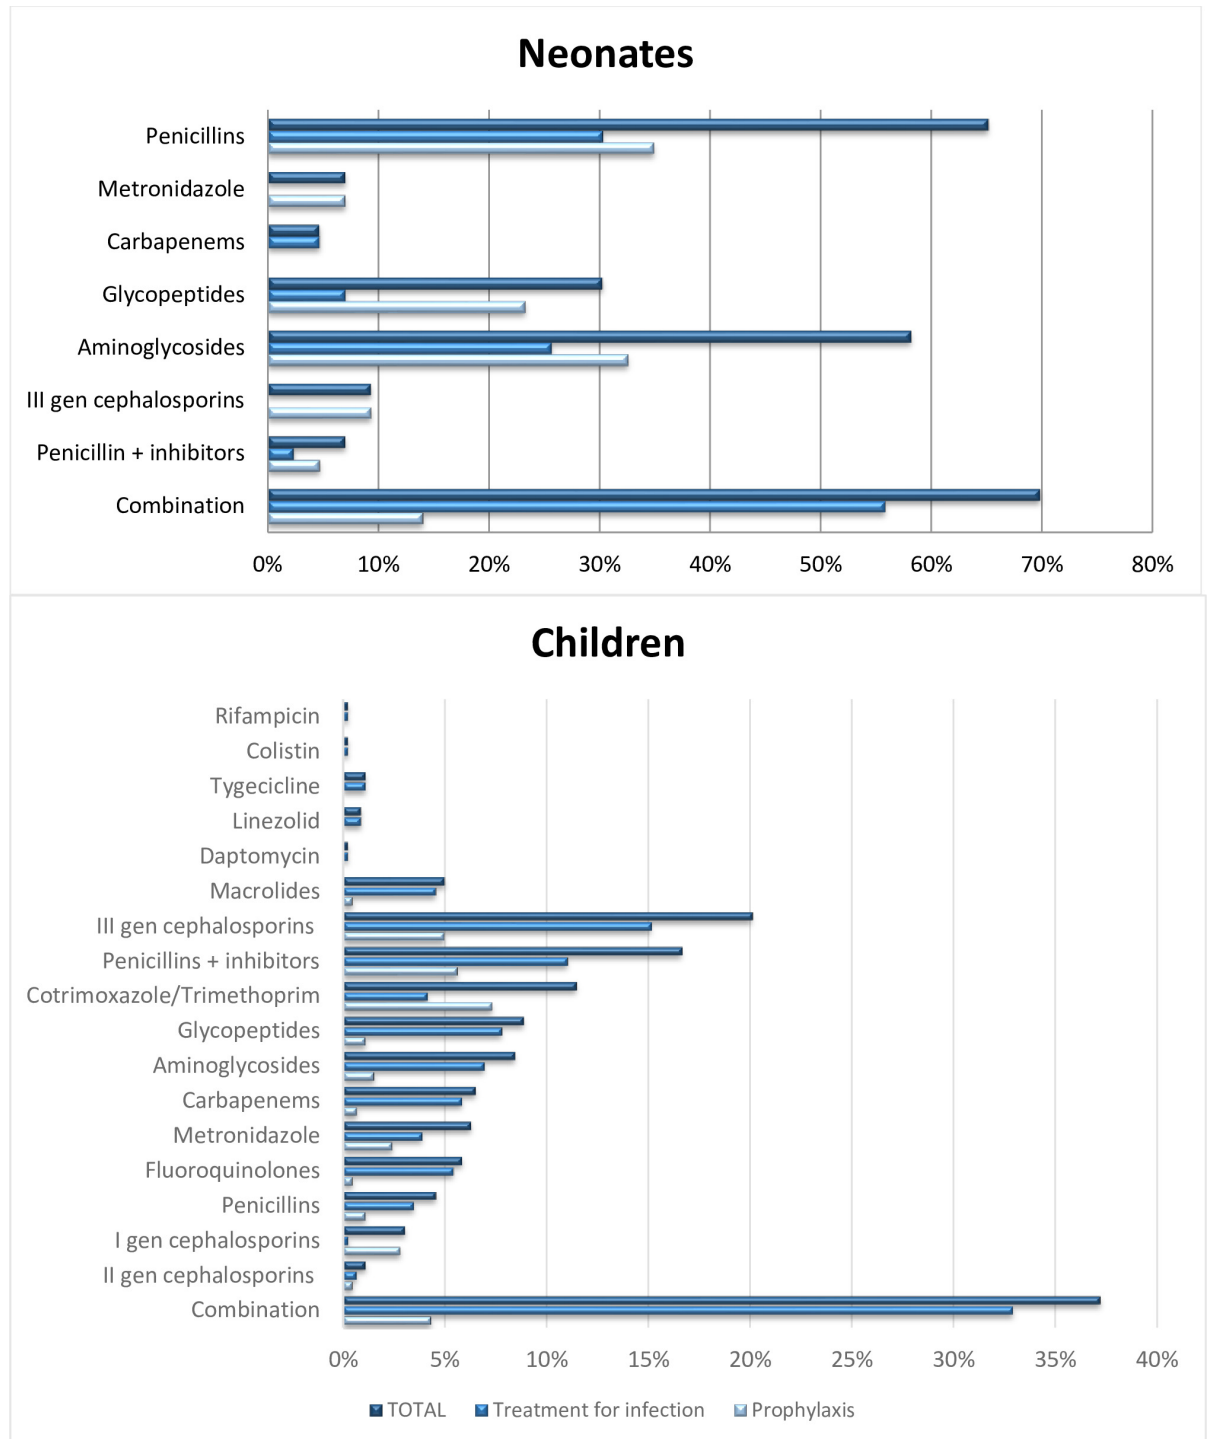 Neonates
Penicillins
Metronidazole
Carbapenems
Glycopeptides
Aminoglycosides
III gen cephalosporins
Penicillin + inhibitors
Combination
0% 10% 20% 30% 40% 50% 60% 70% 80%
Children
Rifampicin
Colistin
Tygecicline
Linezolid
Daptomycin
Macrolides
III gen cephalosporins
Penicillins + inhibitors
Cotrimoxazole/Trimethoprim
Glycopeptides
Aminoglycosides
Carbapenems
Metronidazole
Fluoroquinolones
Penicillins
I gen cephalosporins
II gen cephalosporins
Combination
0% 5% 10% 15% 20% 25% 30% 35% 40%
TOTAL Treatment for infection Prophylaxis